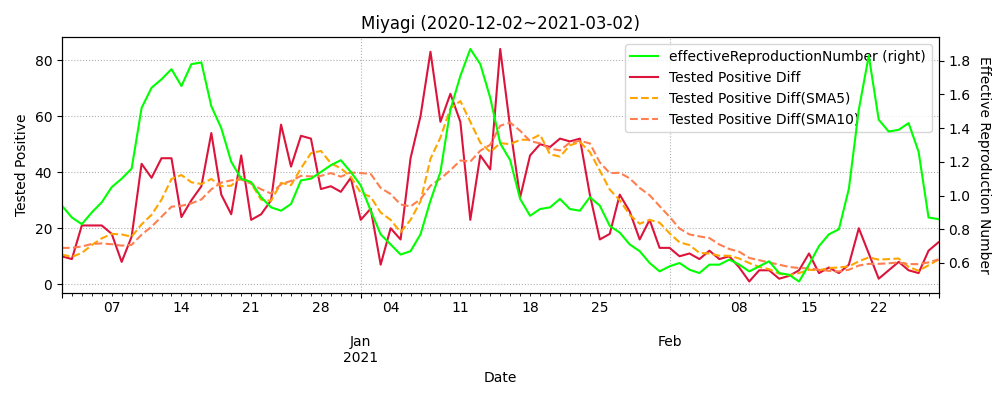 Miyagi (2020-12-02~2021-03-02)
effectiveReproductionNumber (right)
Tested Positive Diff
Tested Positive Diff(SMA5)
Tested Positive Diff(SMA10)
Tested Positive
80
60
40
20
0
1.8
1.6
1.4
1.2
1.0
0.8
0.6
Effective Reproduction Number
07 14 21 28 04 11 18 25 08 15 22
Jan Feb
2021
Date